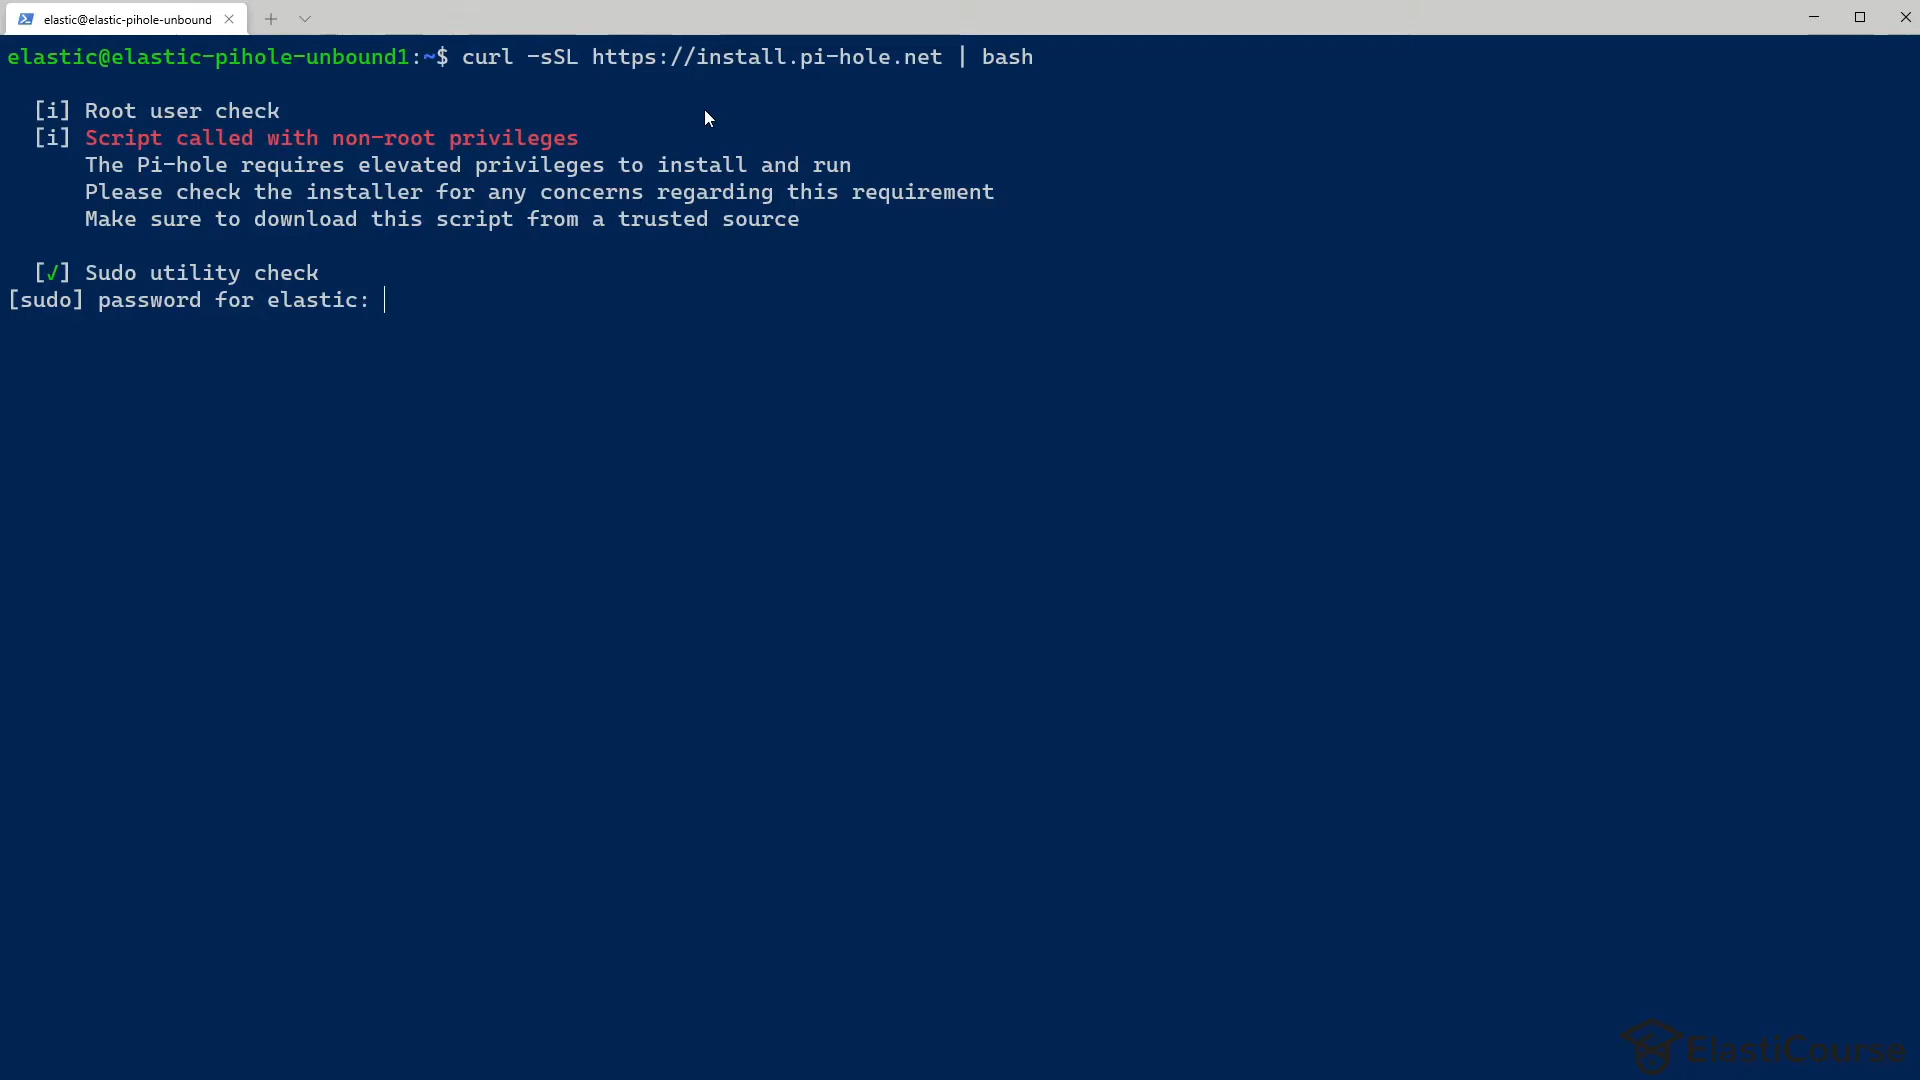 elastic@elastic-pihole-unbound
elastic@elastic-pihole-unbound1:~$ curl -sSL https://install.pi-hole.net | bash
[i] Root user check
[i] Script called with non-root privileges
The Pi-hole requires elevated privileges to install and run
Please check the installer for any concerns regarding this requirement
Make sure to download this script from a trusted source
[✓] Sudo utility check
[sudo] password for elastic:
ElastiCourse